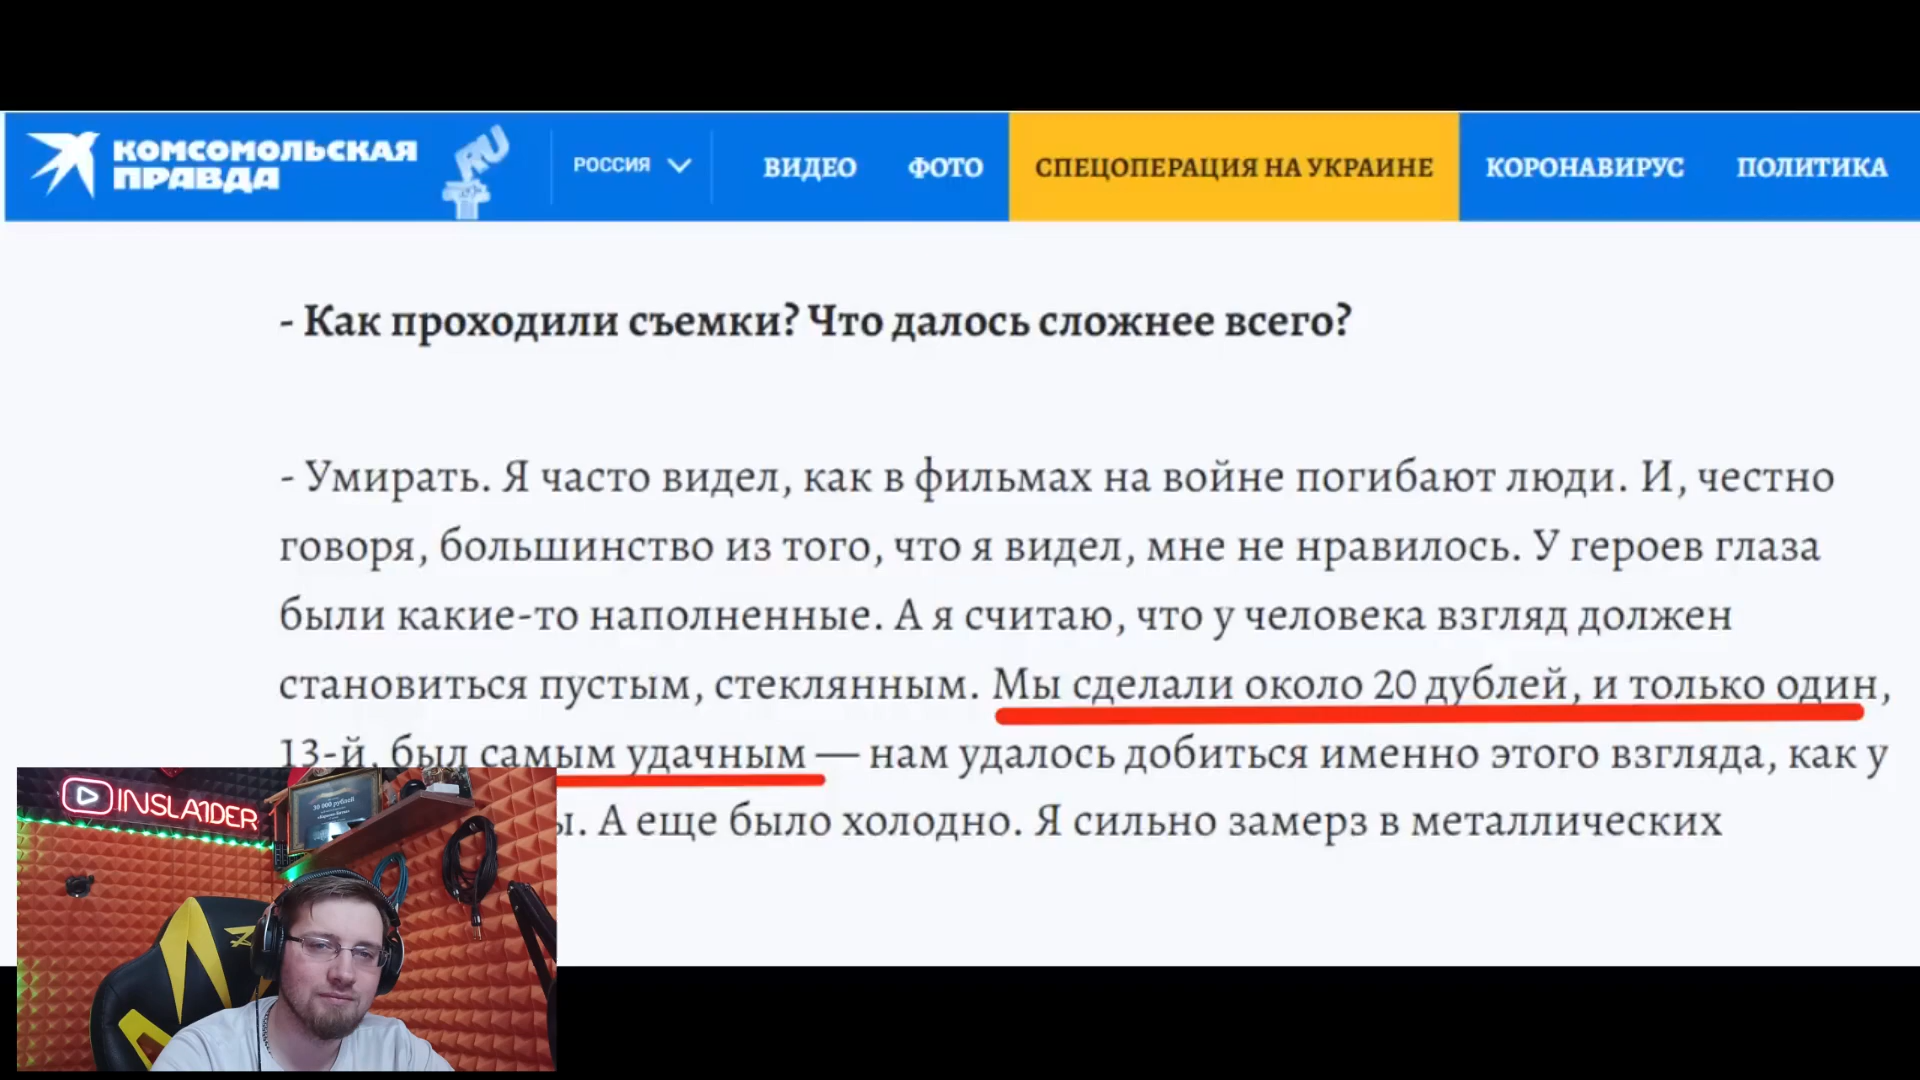 КОМСОМОЛЬСКАЯ
ПРАВДА
RU
РОССИЯ
ВИДЕО
ФОТО
СПЕЦОПЕРАЦИЯ НА УКРАИНЕ
КОРОНАВИРУС
ПОЛИТИКА
- Как проходили съемки? Что далось сложнее всего?
- Умирать. Я часто видел, как в фильмах на войне погибают люди. И, честно
говоря, большинство из того, что я видел, мне не нравилось. У героев глаза
были какие-то наполненные. А я считаю, что у человека взгляд должен
становиться пустым, стеклянным. Мы сделали около 20 дублей, и только один,
13-й, был самым удачным — нам удалось добиться именно этого взгляда, как у
А еще было холодно. Я сильно замерз в металлических
INSLA1DER
10 000 рублей